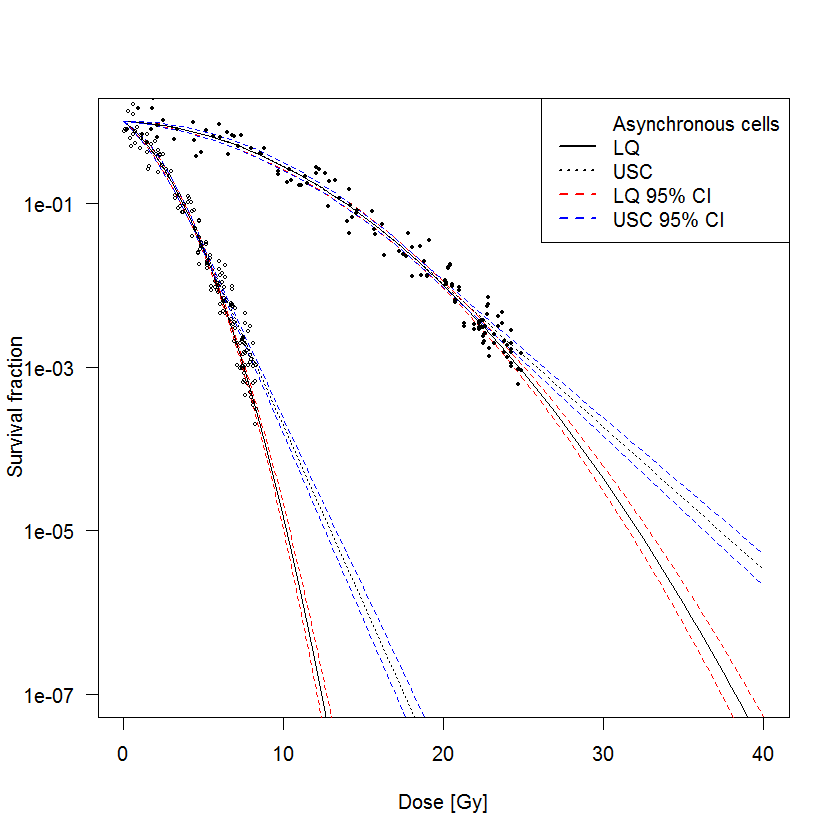 Asynchronous cells
LQ
USC
LQ 95% CI
USC 95% CI
Survival fraction
1e-01
1e-03
1e-05
1e-07
0 10 20 30 40
Dose [Gy]